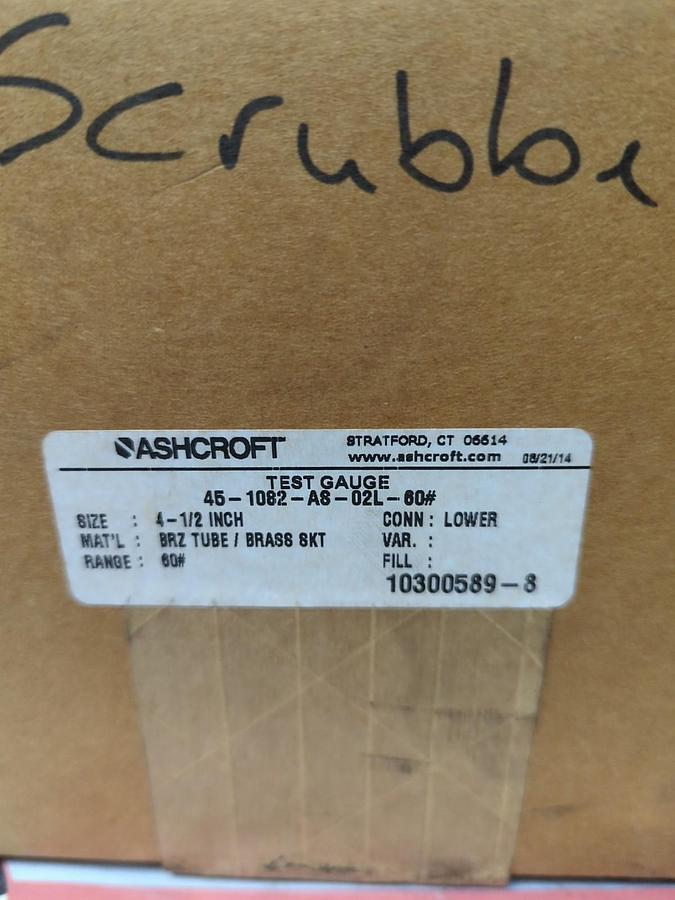 Scrubbe
ASHCROFT STRATFORD, CT 06614
www.ashcroft.com 08/21/14
TEST GAUGE
45-1082-AS-02L-60#
SIZE : 4-1/2 INCH CONN : LOWER
MAT'L : BRZ TUBE / BRASS SKT VAR. :
RANGE : 60# FILL :
10300589-8